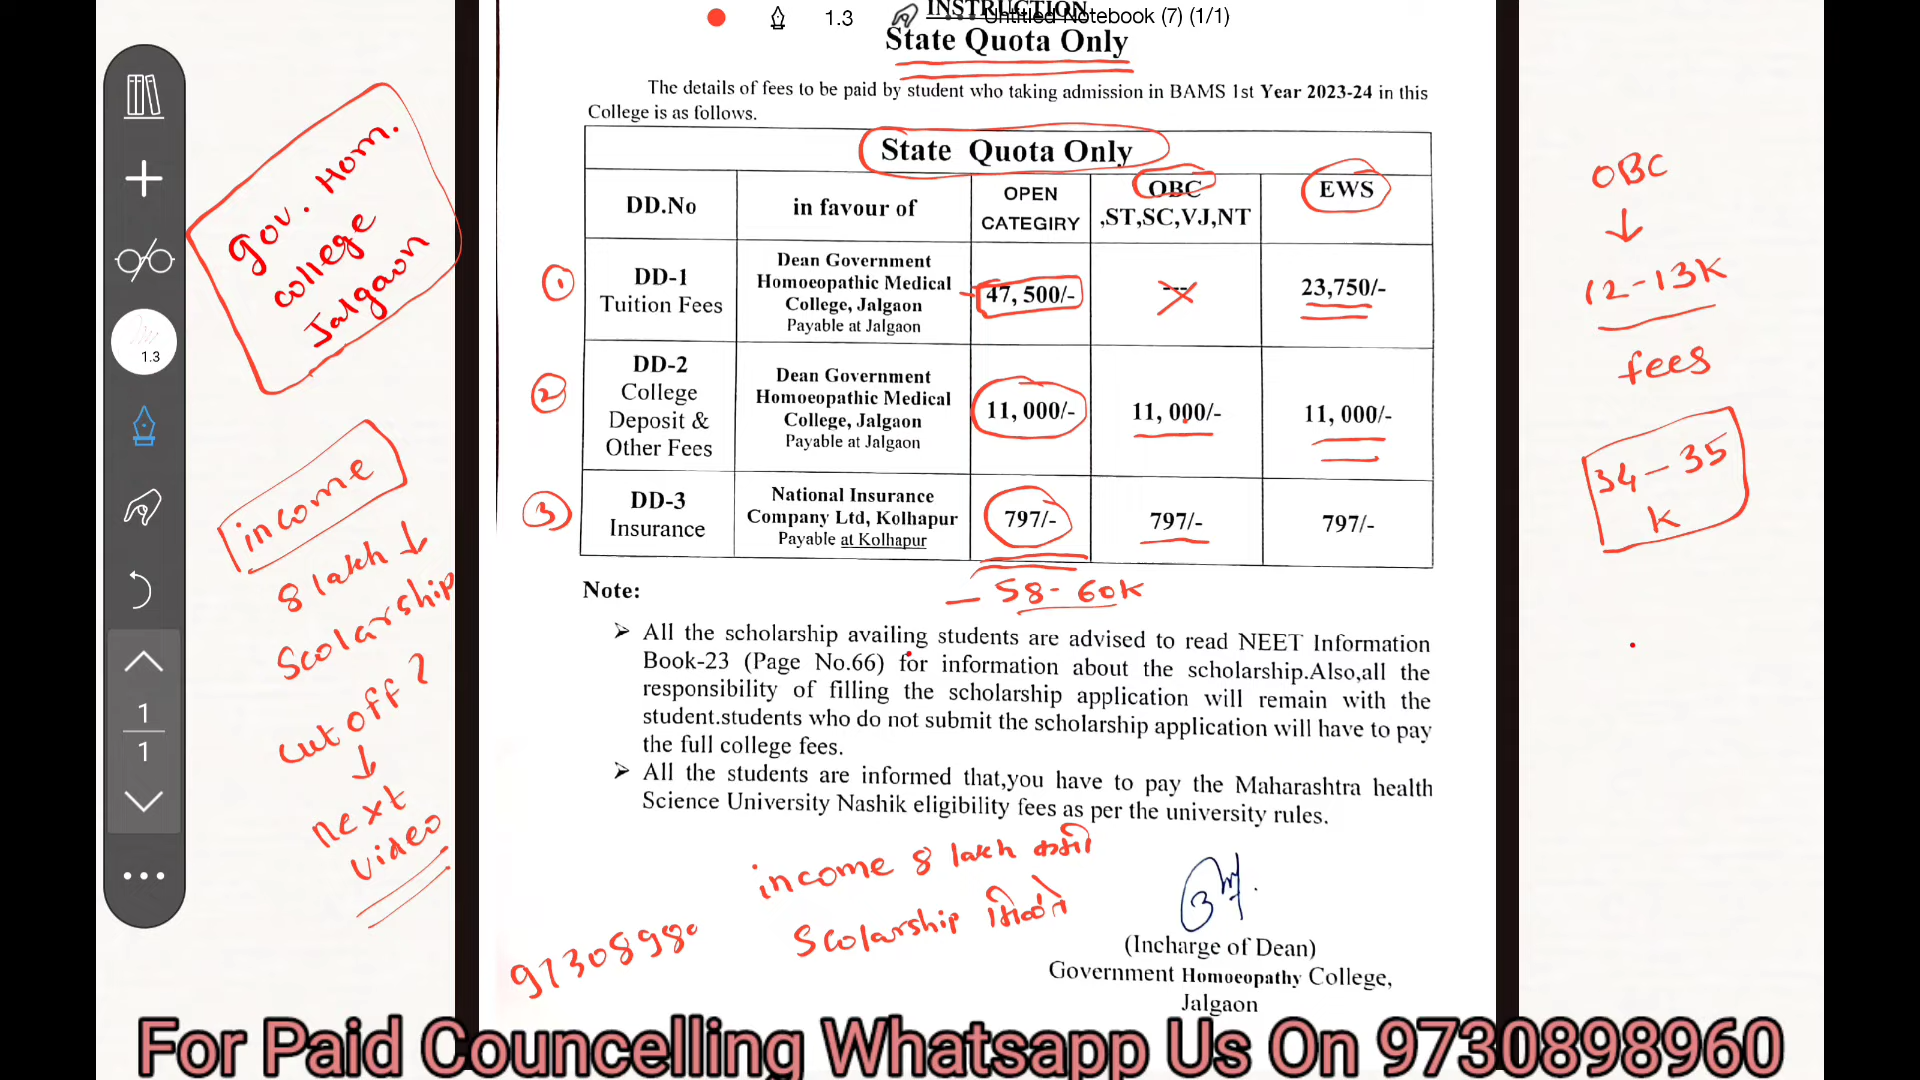 INSTRUCTION
1.3
Untitled Notebook (7) (1/1)
State Quota Only
The details of fees to be paid by student who taking admission in BAMS 1st Year 2023-24 in this
College is as follows.
State Quota Only
DD.No
in favour of
OPEN
CATEGIRY
OBC
,ST,SC,VJ,NT
EWS
①
DD-1
Tuition Fees
Dean Government
Homoeopathic Medical
College, Jalgaon
Payable at Jalgaon
47, 500/-
---
23,750/-
②
DD-2
College
Deposit &
Other Fees
Dean Government
Homoeopathic Medical
College, Jalgaon
Payable at Jalgaon
11, 000/-
11, 000/-
11, 000/-
③
DD-3
Insurance
National Insurance
Company Ltd, Kolhapur
Payable at Kolhapur
797/-
797/-
797/-
58- 60K
Note:
➤ All the scholarship availing students are advised to read NEET Information
Book-23 (Page No.66) for information about the scholarship.Also,all the
responsibility of filling the scholarship application will remain with the
student.students who do not submit the scholarship application will have to pay
the full college fees.
➤ All the students are informed that,you have to pay the Maharashtra health
Science University Nashik eligibility fees as per the university rules.
income 8 lakh कमी
Scolarship मिळते
97308980
(Incharge of Dean)
Government Homoeopathy College,
Jalgaon
Gov. Hom.
college
Jalgaon
income
8 lakh ↓
Scolarship
cut off ?
↓
next
video
OBC
↓
12-13K
fees
34-35
K
1.3
1
1
For Paid Councelling Whatsapp Us On 9730898960